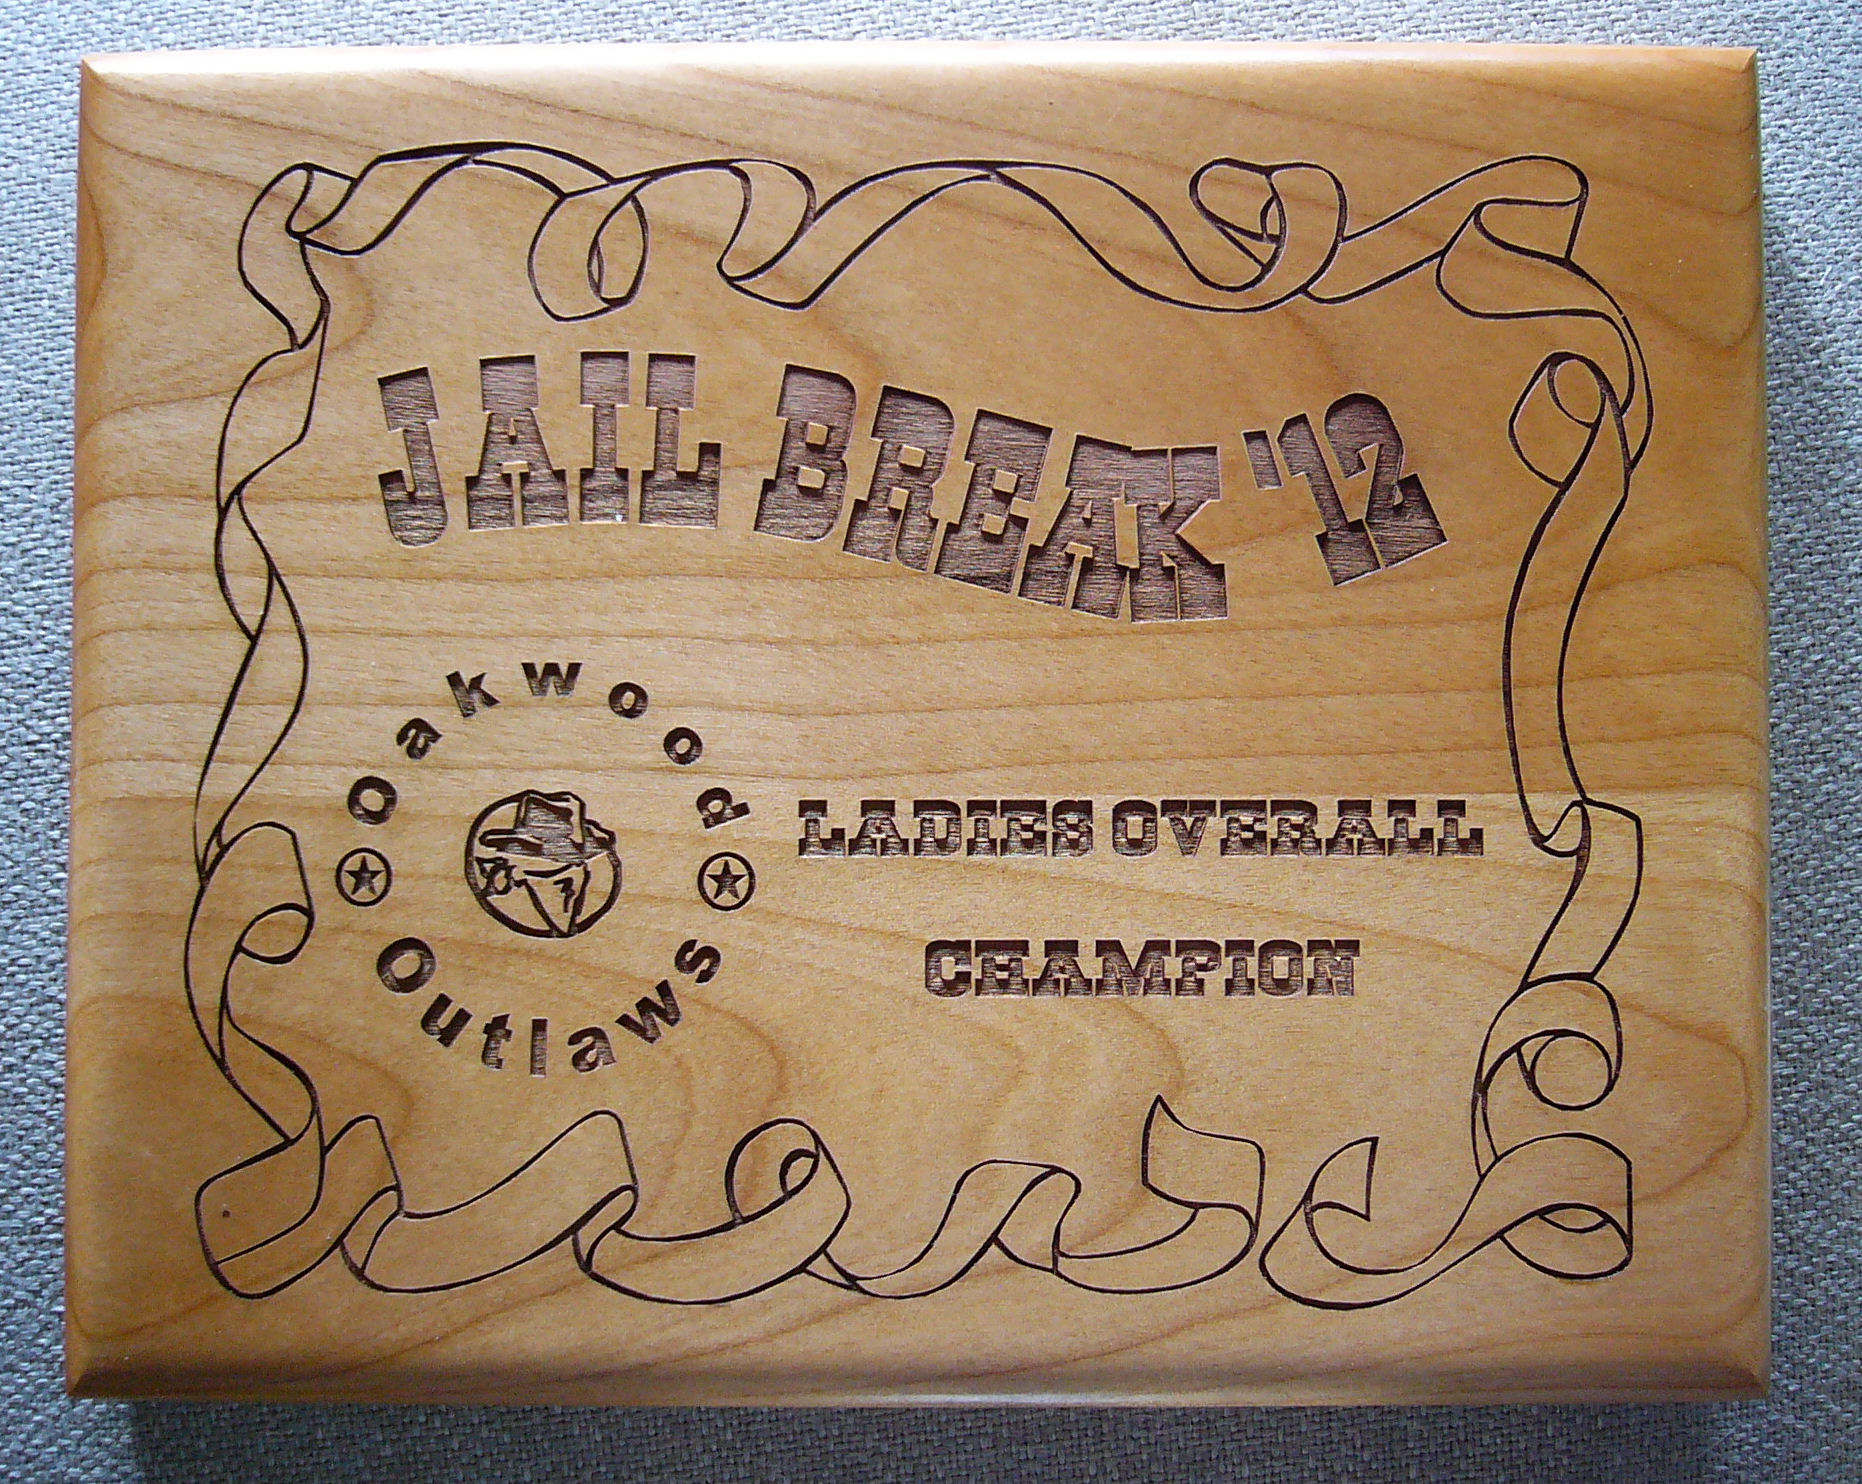 JAIL BREAK '12
Oakwood
Outlaws
LADIES OVERALL
CHAMPION